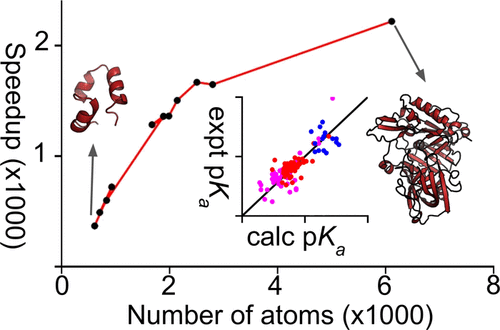 Speedup (x1000)
2
1
0
0
2
4
6
8
Number of atoms (x1000)
expt pKa
calc pKa